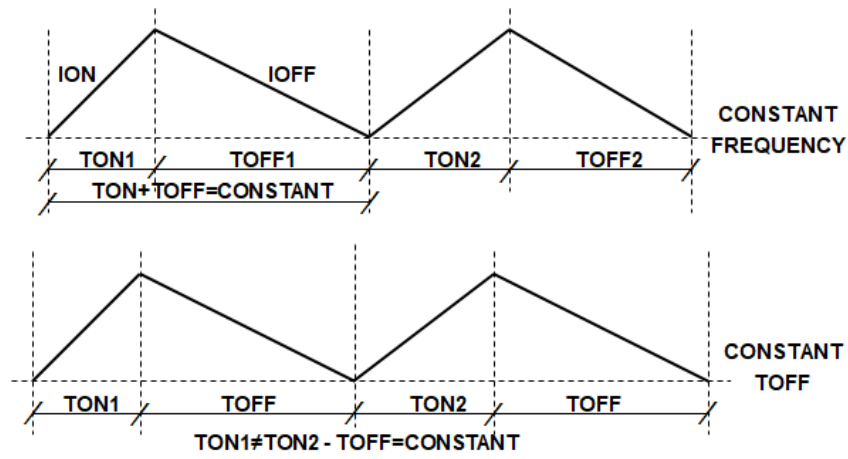 ION
IOFF
CONSTANT
FREQUENCY
TON1
TOFF1
TON2
TOFF2
TON+TOFF=CONSTANT
CONSTANT
TOFF
TON1
TOFF
TON2
TOFF
TON1≠TON2 - TOFF=CONSTANT